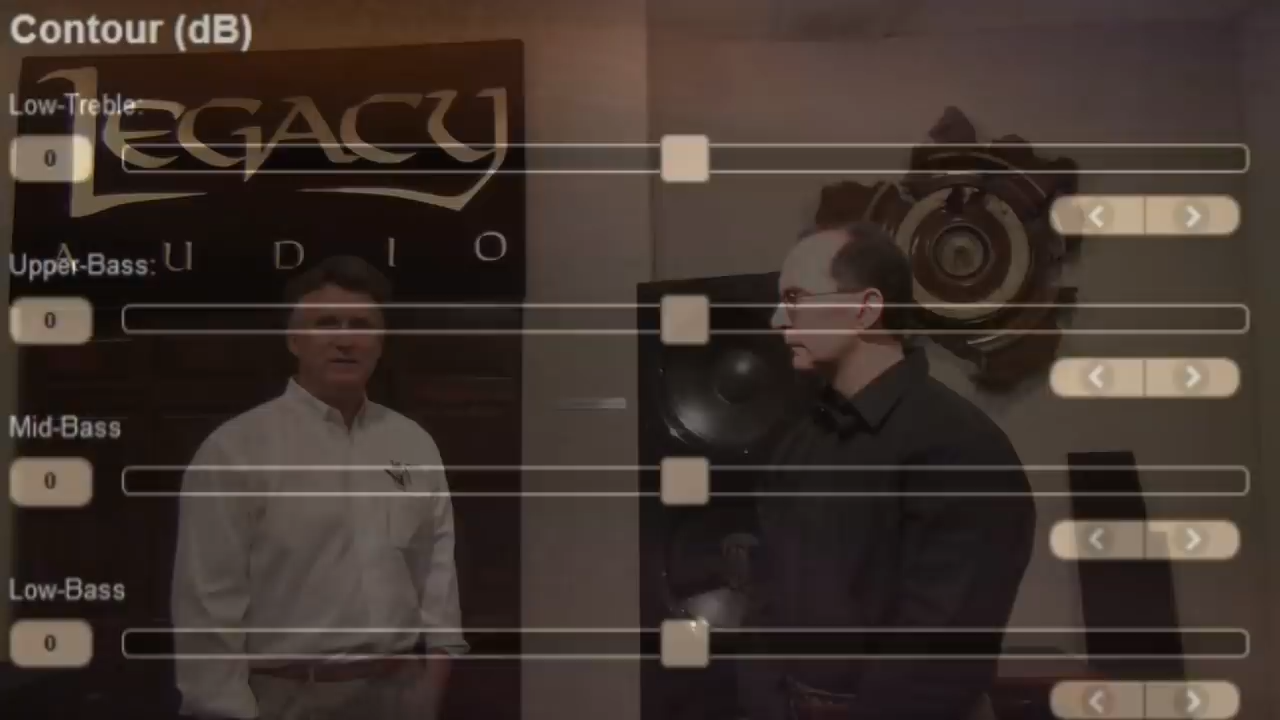 Contour (dB)
LEGACY
AUDIO
Low-Treble:
0
Upper-Bass:
0
Mid-Bass
0
Low-Bass
0